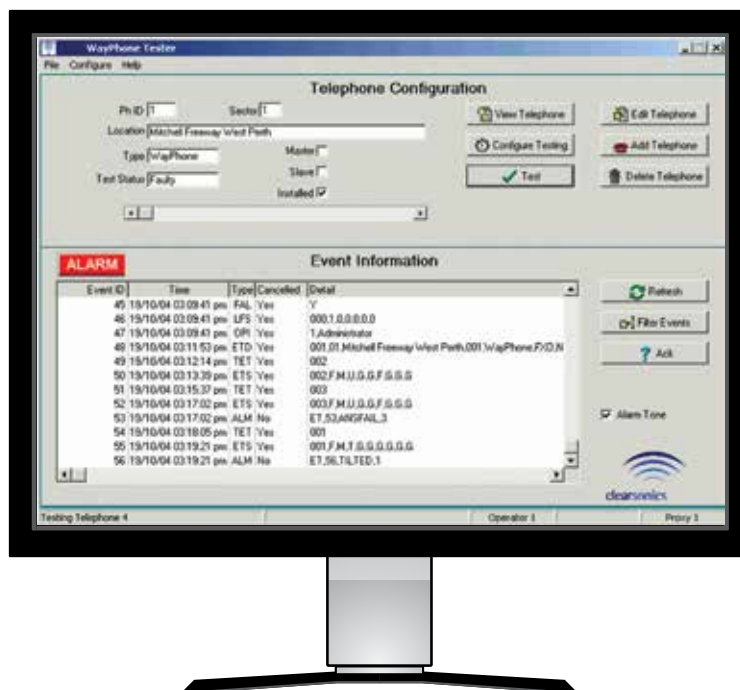 WayPhone Tester
File Configure Help
Telephone Configuration
Ph ID 1 Sector 1
Location Mitchell Freeway West Perth
Type WayPhone Master
Test Status Faulty Slave
Installed
View Telephone Edit Telephone
Configure Testing Add Telephone
Test Delete Telephone
ALARM Event Information
Event ID Time Type Cancelled Detail
45 19/10/04 03:09:41 pm FAL Yes Y
46 19/10/04 03:09:41 pm LFS Yes 000,1,0,0,0,0,0
47 19/10/04 03:09:41 pm OPI Yes 1,Administrator
48 19/10/04 03:11:53 pm ETD Yes 001,01,Mitchell Freeway West Perth,001,WayPhone,FXD,N
49 19/10/04 03:12:14 pm TET Yes 002
50 19/10/04 03:13:39 pm ETS Yes 002,F,M,U,G,G,F,G,G,G
51 19/10/04 03:15:37 pm TET Yes 003
52 19/10/04 03:17:02 pm ETS Yes 003,F,M,U,G,G,F,G,G,G
53 19/10/04 03:17:02 pm ALM No ET,53,ANSFAIL,3
54 19/10/04 03:18:05 pm TET Yes 001
55 19/10/04 03:19:21 pm ETS Yes 001,F,M,T,G,G,G,G,G,G
56 19/10/04 03:19:21 pm ALM No ET,56,TILTED,1
Refresh
Filter Events
? Ack
Alarm Tone
clearsonics
Testing Telephone 4 Operator 1 Proxy 1